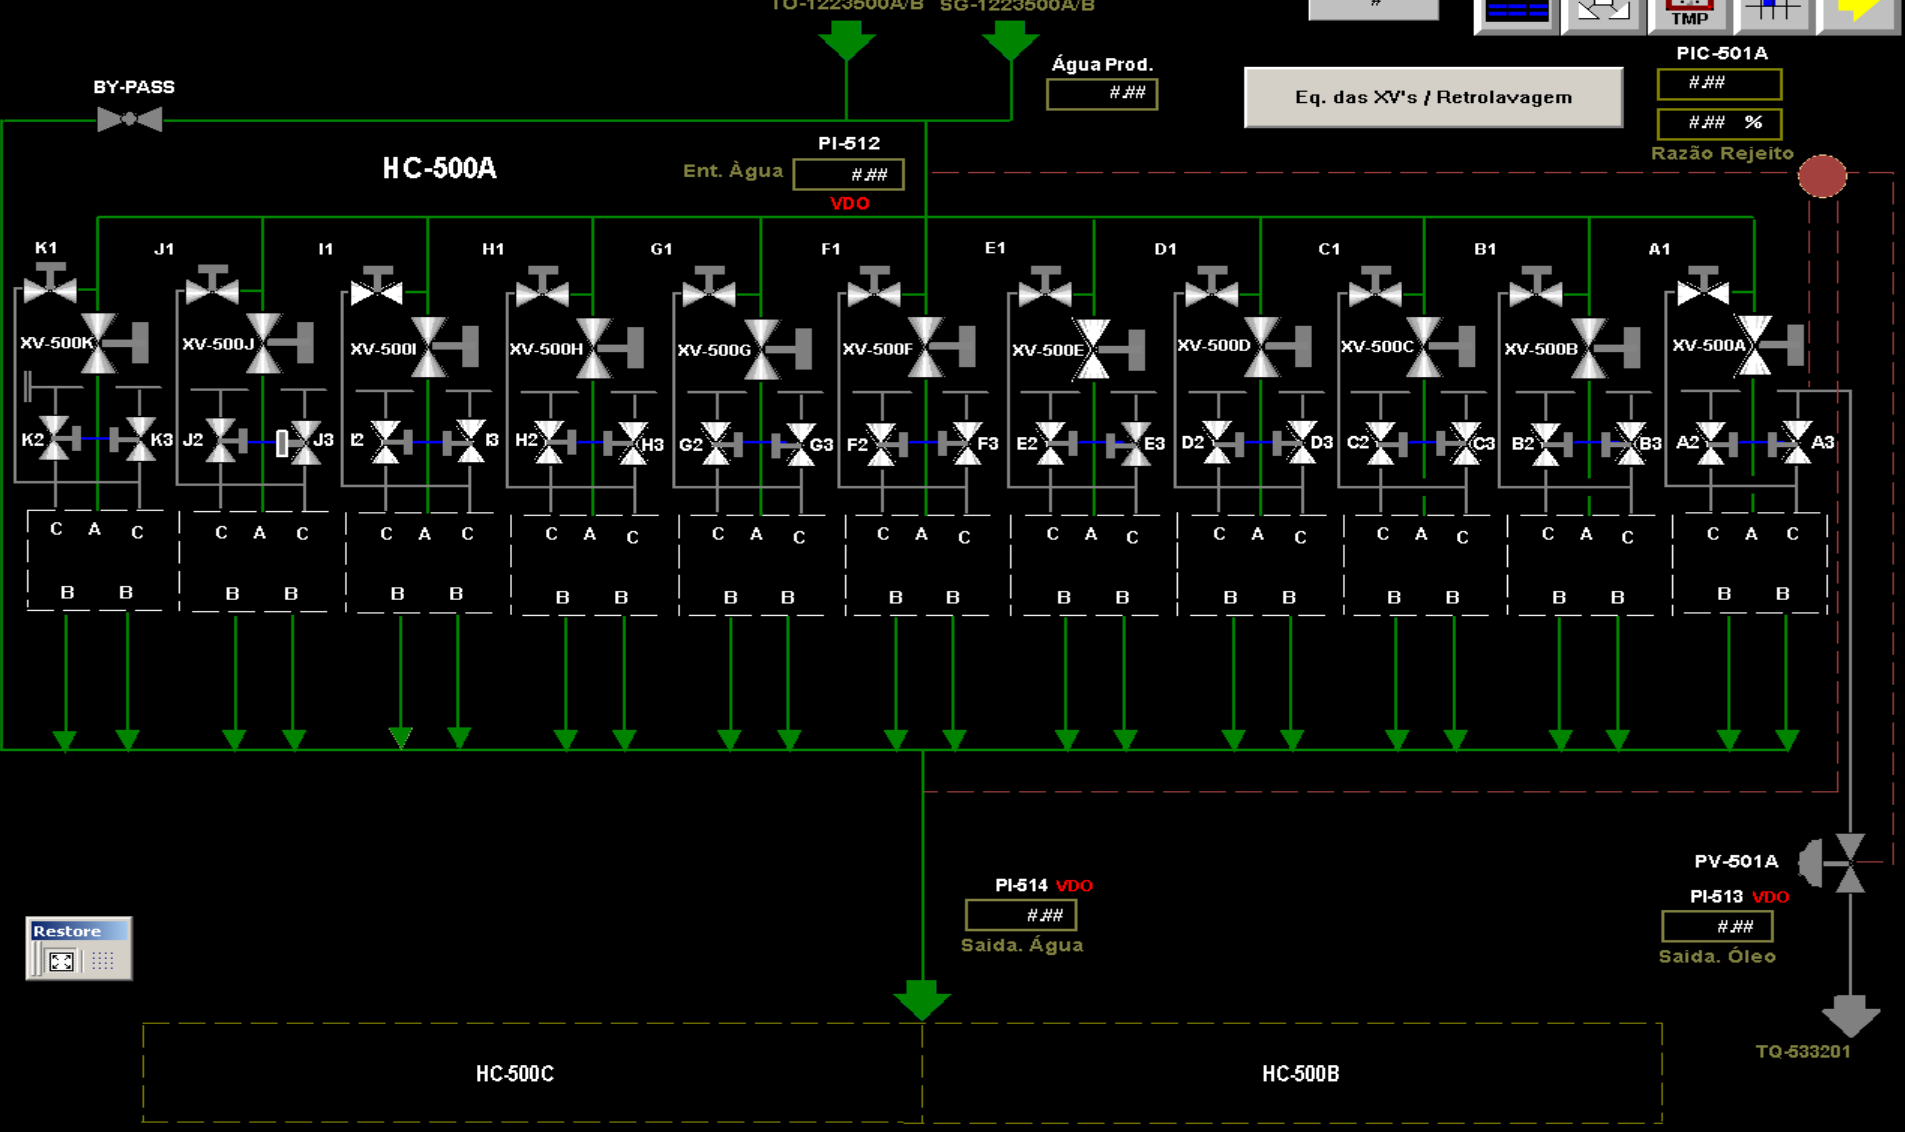 TO-1223500A/B SG-1223500A/B
#
TMP
PIC-501A
#.##
#.## %
Razão Rejeito
Água Prod.
#.##
Eq. das XV's / Retrolavagem
BY-PASS
HC-500A
PI-512
Ent. Àgua
#.##
VDO
K1 J1 I1 H1 G1 F1 E1 D1 C1 B1 A1
XV-500K XV-500J XV-500I XV-500H XV-500G XV-500F XV-500E XV-500D XV-500C XV-500B XV-500A
K2 K3 J2 J3 I2 I3 H2 H3 G2 G3 F2 F3 E2 E3 D2 D3 C2 C3 B2 B3 A2 A3
C A C C A C C A C C A C C A C C A C C A C C A C C A C C A C C A C
B B B B B B B B B B B B B B B B B B B B B B
PV-501A
PI-514 VDO
#.##
Saida. Água
PI-513 VDO
#.##
Saida. Óleo
Restore
TQ-533201
HC-500C
HC-500B